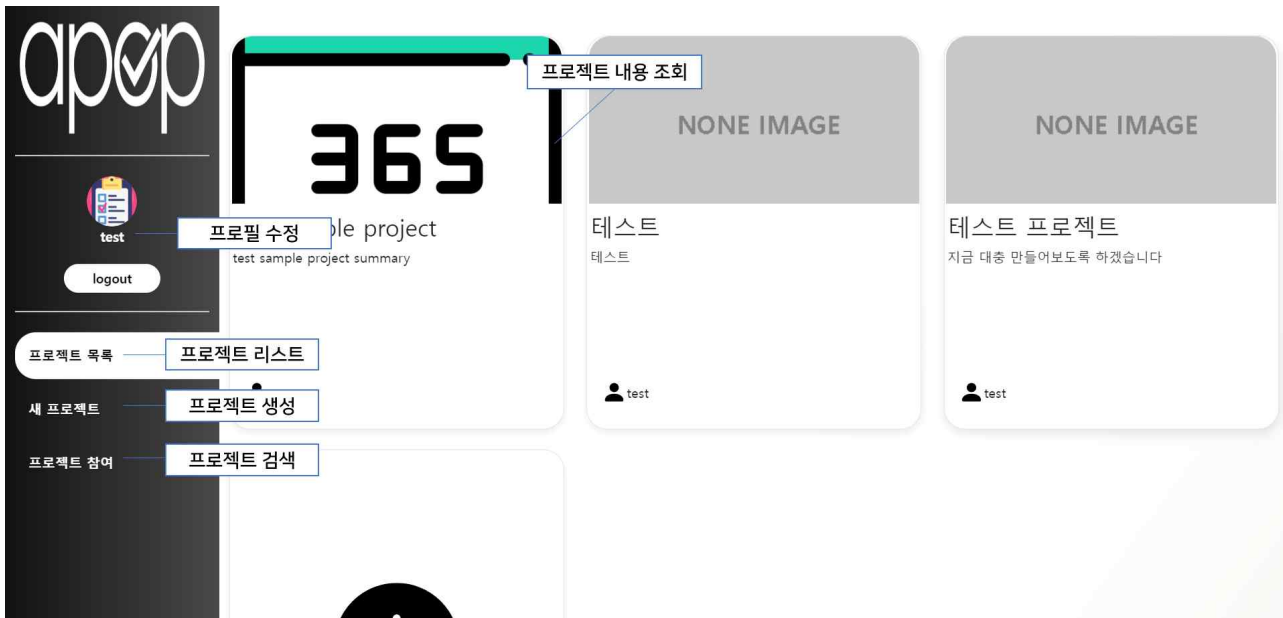 apop
test
프로필 수정
logout
프로젝트 목록
프로젝트 리스트
새 프로젝트
프로젝트 생성
프로젝트 참여
프로젝트 검색
365
프로젝트 내용 조회
project
test sample project summary
NONE IMAGE
테스트
테스트
test
NONE IMAGE
테스트 프로젝트
지금 대충 만들어보도록 하겠습니다
test